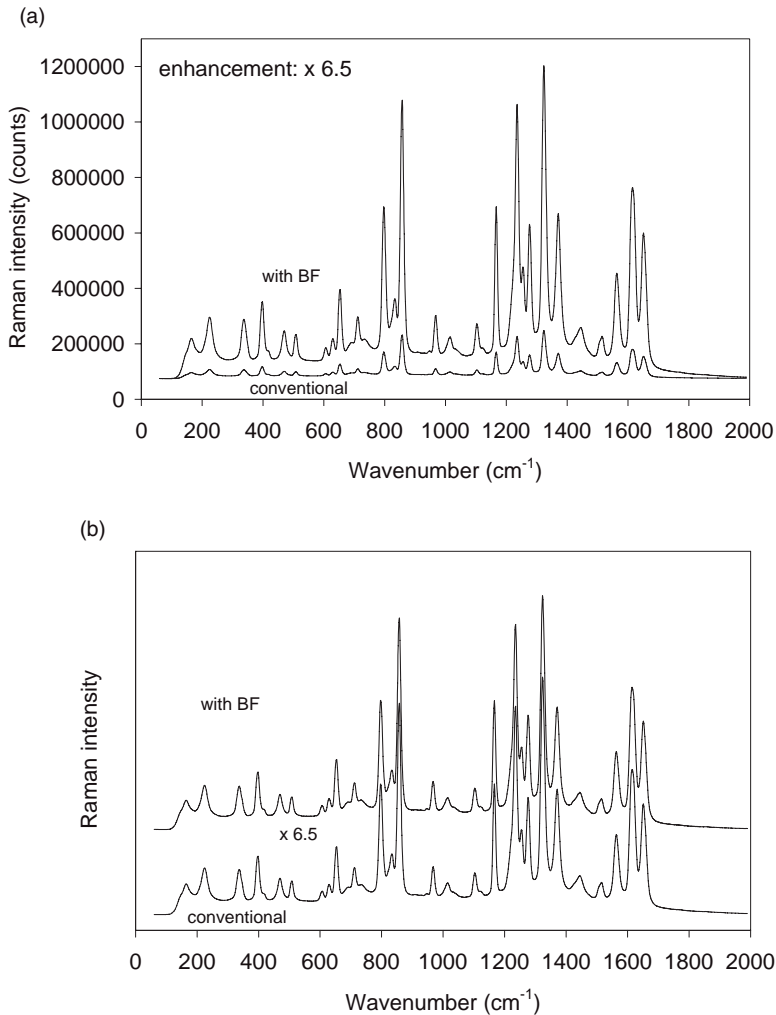 (a)
enhancement: x 6.5
Raman intensity (counts)
1200000
1000000
800000
600000
400000
200000
0
with BF
conventional
0 200 400 600 800 1000 1200 1400 1600 1800 2000
Wavenumber (cm⁻¹)
(b)
Raman intensity
with BF
x 6.5
conventional
0 200 400 600 800 1000 1200 1400 1600 1800 2000
Wavenumber (cm⁻¹)